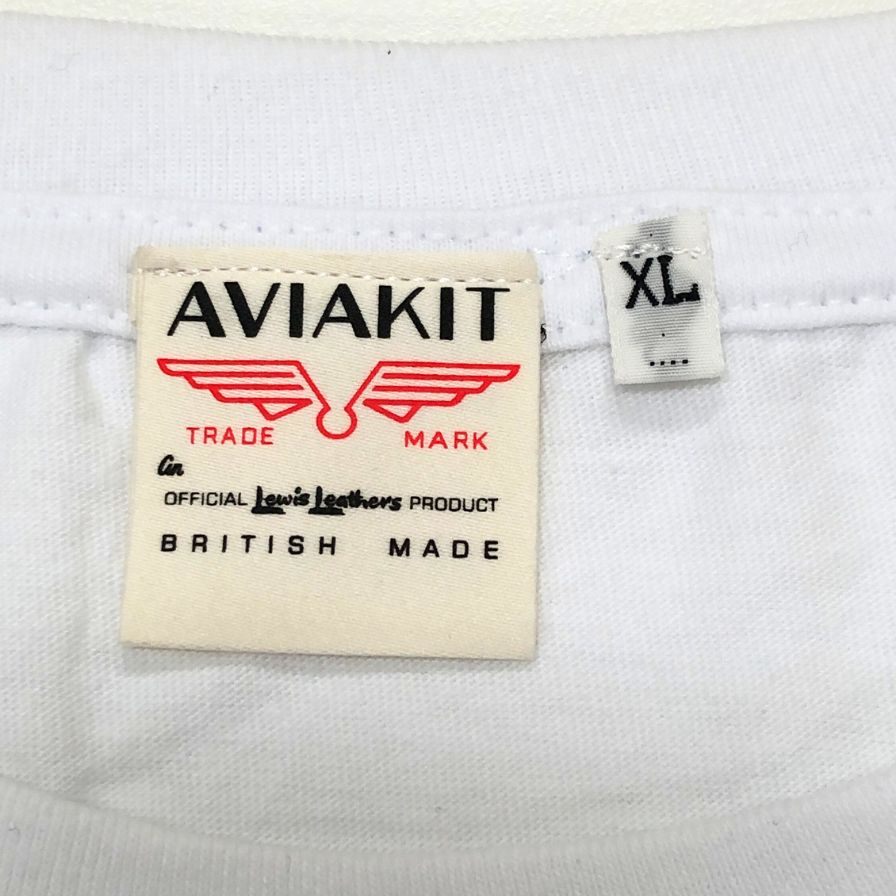 AVIAKIT
TRADE MARK
An
OFFICIAL Lewis Leathers PRODUCT
BRITISH MADE
XL